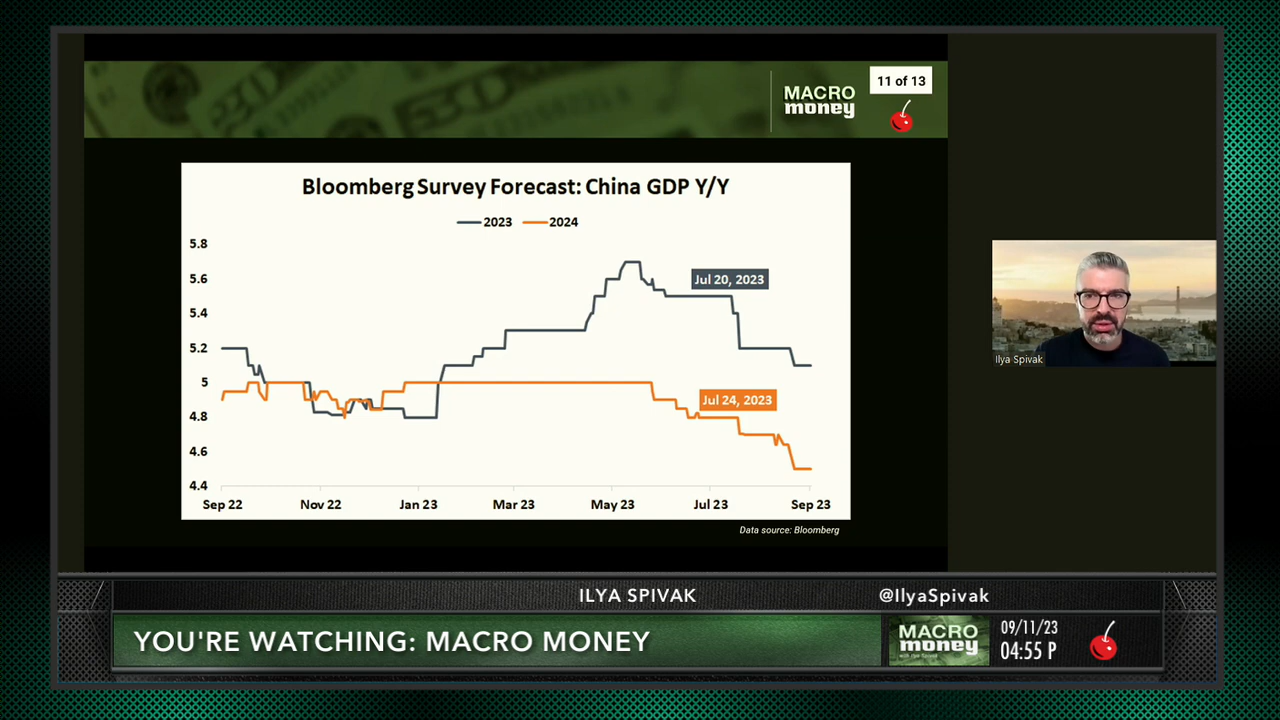 MACRO
money
11 of 13
Bloomberg Survey Forecast: China GDP Y/Y
2023 2024
5.8
5.6
5.4
5.2
5
4.8
4.6
4.4
Jul 20, 2023
Jul 24, 2023
Sep 22 Nov 22 Jan 23 Mar 23 May 23 Jul 23 Sep 23
Data source: Bloomberg
Ilya Spivak
ILYA SPIVAK @IlyaSpivak
YOU'RE WATCHING: MACRO MONEY
MACRO
money
09/11/23
04:55 P